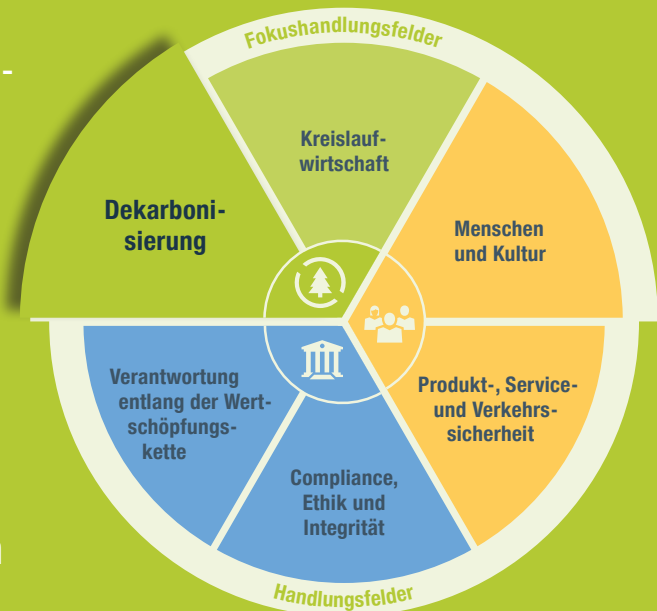 Fokushandlungsfelder
Kreislauf-
wirtschaft
Dekarboni-
sierung
Menschen
und Kultur
Verantwortung
entlang der Wert-
schöpfungs-
kette
Produkt-, Service-
und Verkehrs-
sicherheit
Compliance,
Ethik und
Integrität
Handlungsfelder